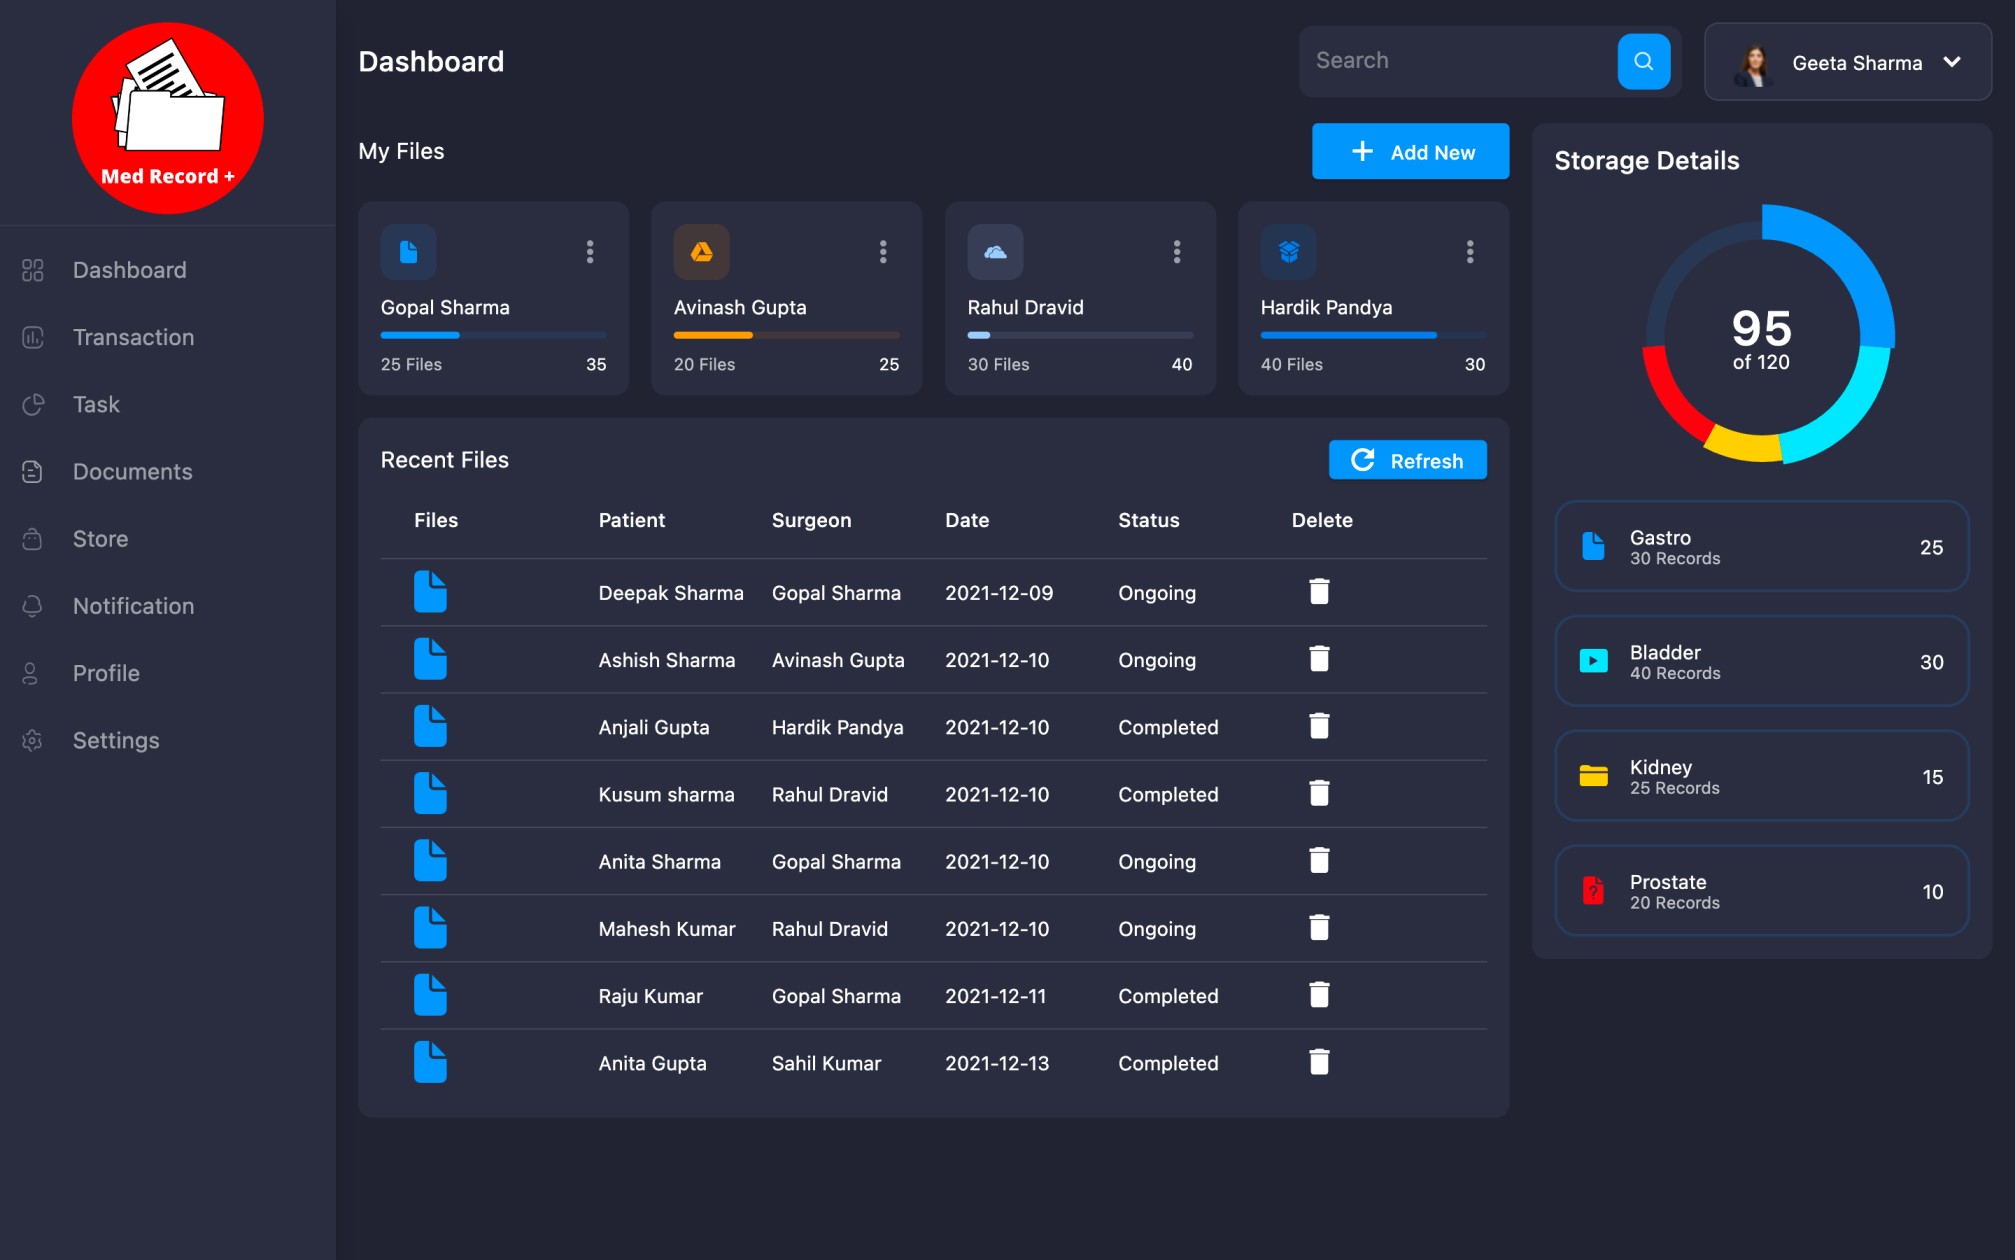 Med Record +
Dashboard
Transaction
Task
Documents
Store
Notification
Profile
Settings
Dashboard
Search
Geeta Sharma
My Files
Add New
Gopal Sharma
25 Files 35
Avinash Gupta
20 Files 25
Rahul Dravid
30 Files 40
Hardik Pandya
40 Files 30
Recent Files
Refresh
Files Patient Surgeon Date Status Delete
Deepak Sharma Gopal Sharma 2021-12-09 Ongoing
Ashish Sharma Avinash Gupta 2021-12-10 Ongoing
Anjali Gupta Hardik Pandya 2021-12-10 Completed
Kusum sharma Rahul Dravid 2021-12-10 Completed
Anita Sharma Gopal Sharma 2021-12-10 Ongoing
Mahesh Kumar Rahul Dravid 2021-12-10 Ongoing
Raju Kumar Gopal Sharma 2021-12-11 Completed
Anita Gupta Sahil Kumar 2021-12-13 Completed
Storage Details
95
of 120
Gastro
30 Records
25
Bladder
40 Records
30
Kidney
25 Records
15
Prostate
20 Records
10